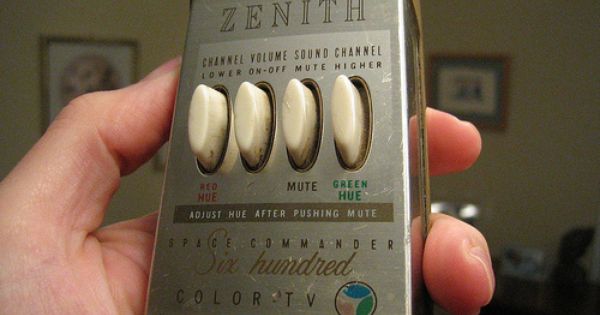 ZENITH
CHANNEL VOLUME SOUND CHANNEL
LOWER ON-OFF MUTE HIGHER
RED MUTE GREEN
HUE HUE
ADJUST HUE AFTER PUSHING MUTE
SPACE COMMANDER
Six hundred
COLOR TV